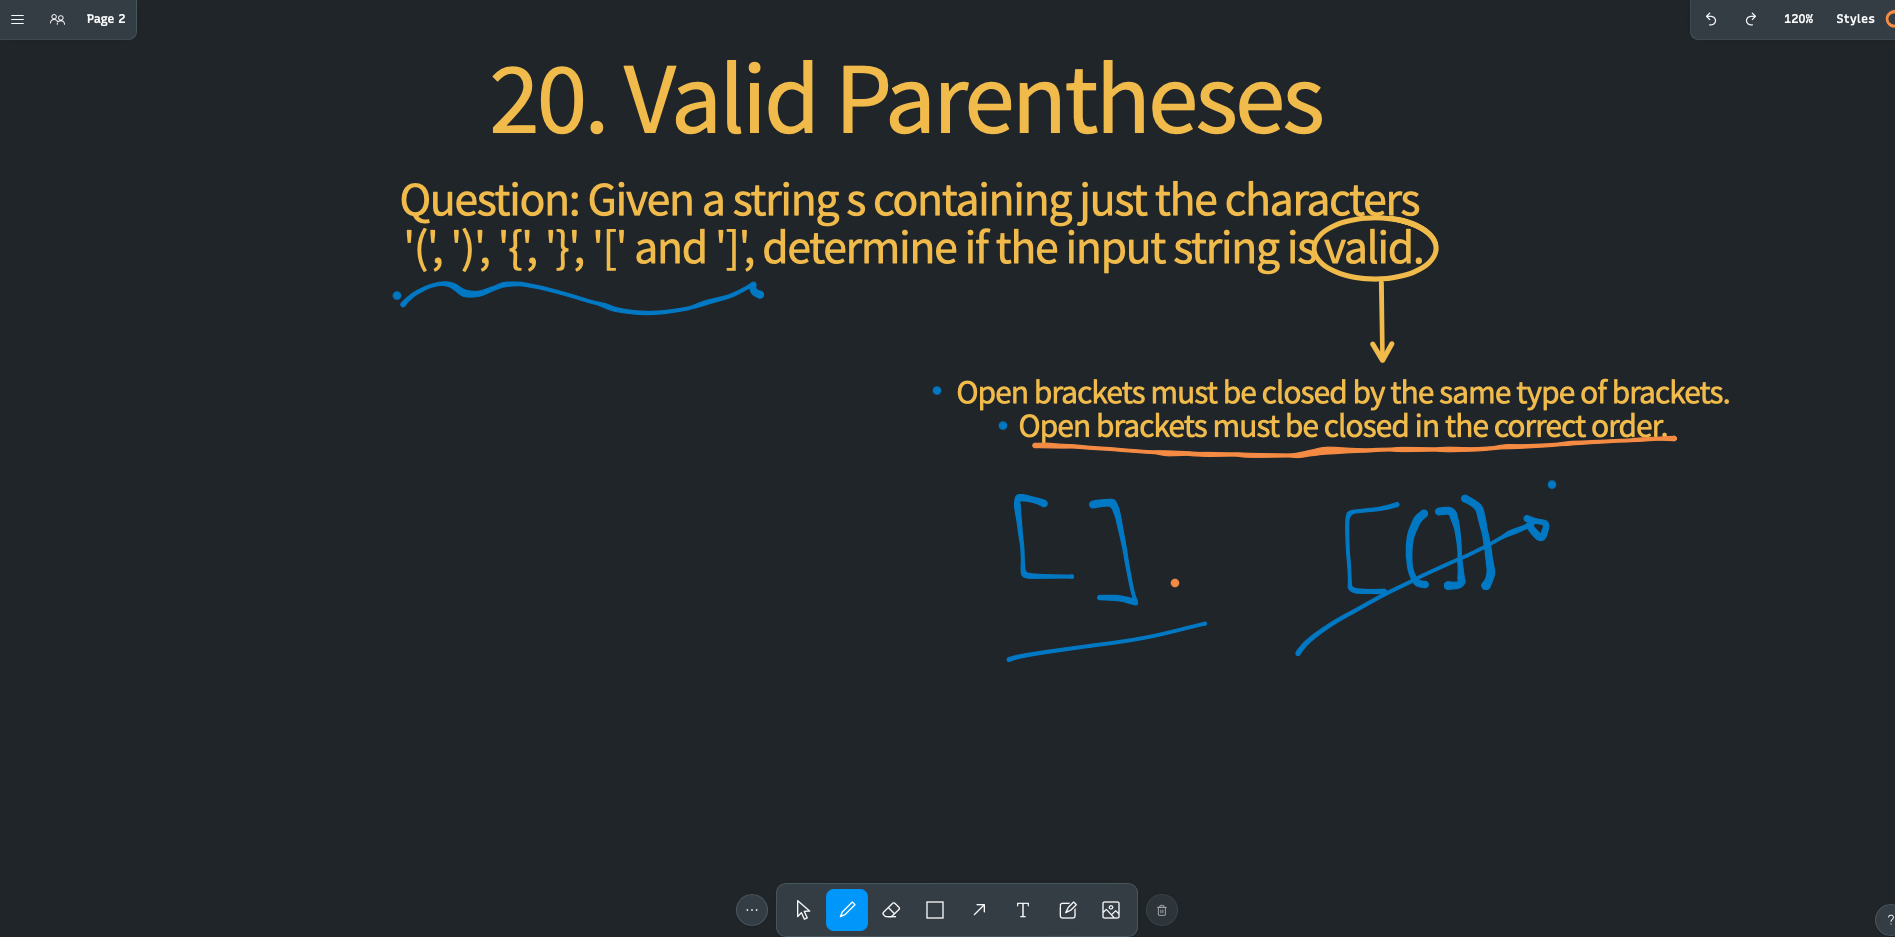 Page 2
120% Styles
20. Valid Parentheses
Question: Given a string s containing just the characters
'(', ')', '{', '}', '[' and ']', determine if the input string is valid.
Open brackets must be closed by the same type of brackets.
Open brackets must be closed in the correct order.
[ ] [(])
T
?